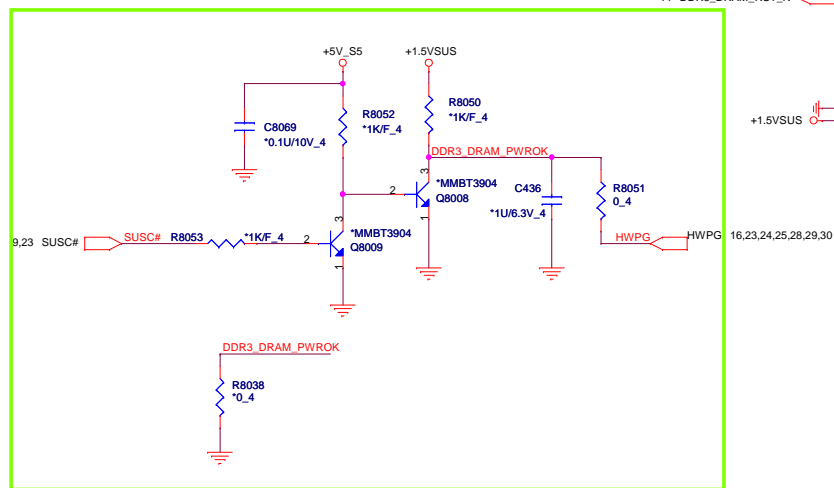 +5V_S5
+1.5VSUS
R8052
*1K/F_4
R8050
*1K/F_4
C8069
*0.1U/10V_4
+1.5VSUS
DDR3_DRAM_PWROK
3
2
*MMBT3904
Q8008
1
C436
*1U/6.3V_4
R8051
0_4
9,23 SUSC#
SUSC#
R8053
*1K/F_4
2
3
*MMBT3904
Q8009
1
HWPG
HWPG 16,23,24,25,28,29,30
DDR3_DRAM_PWROK
R8038
*0_4